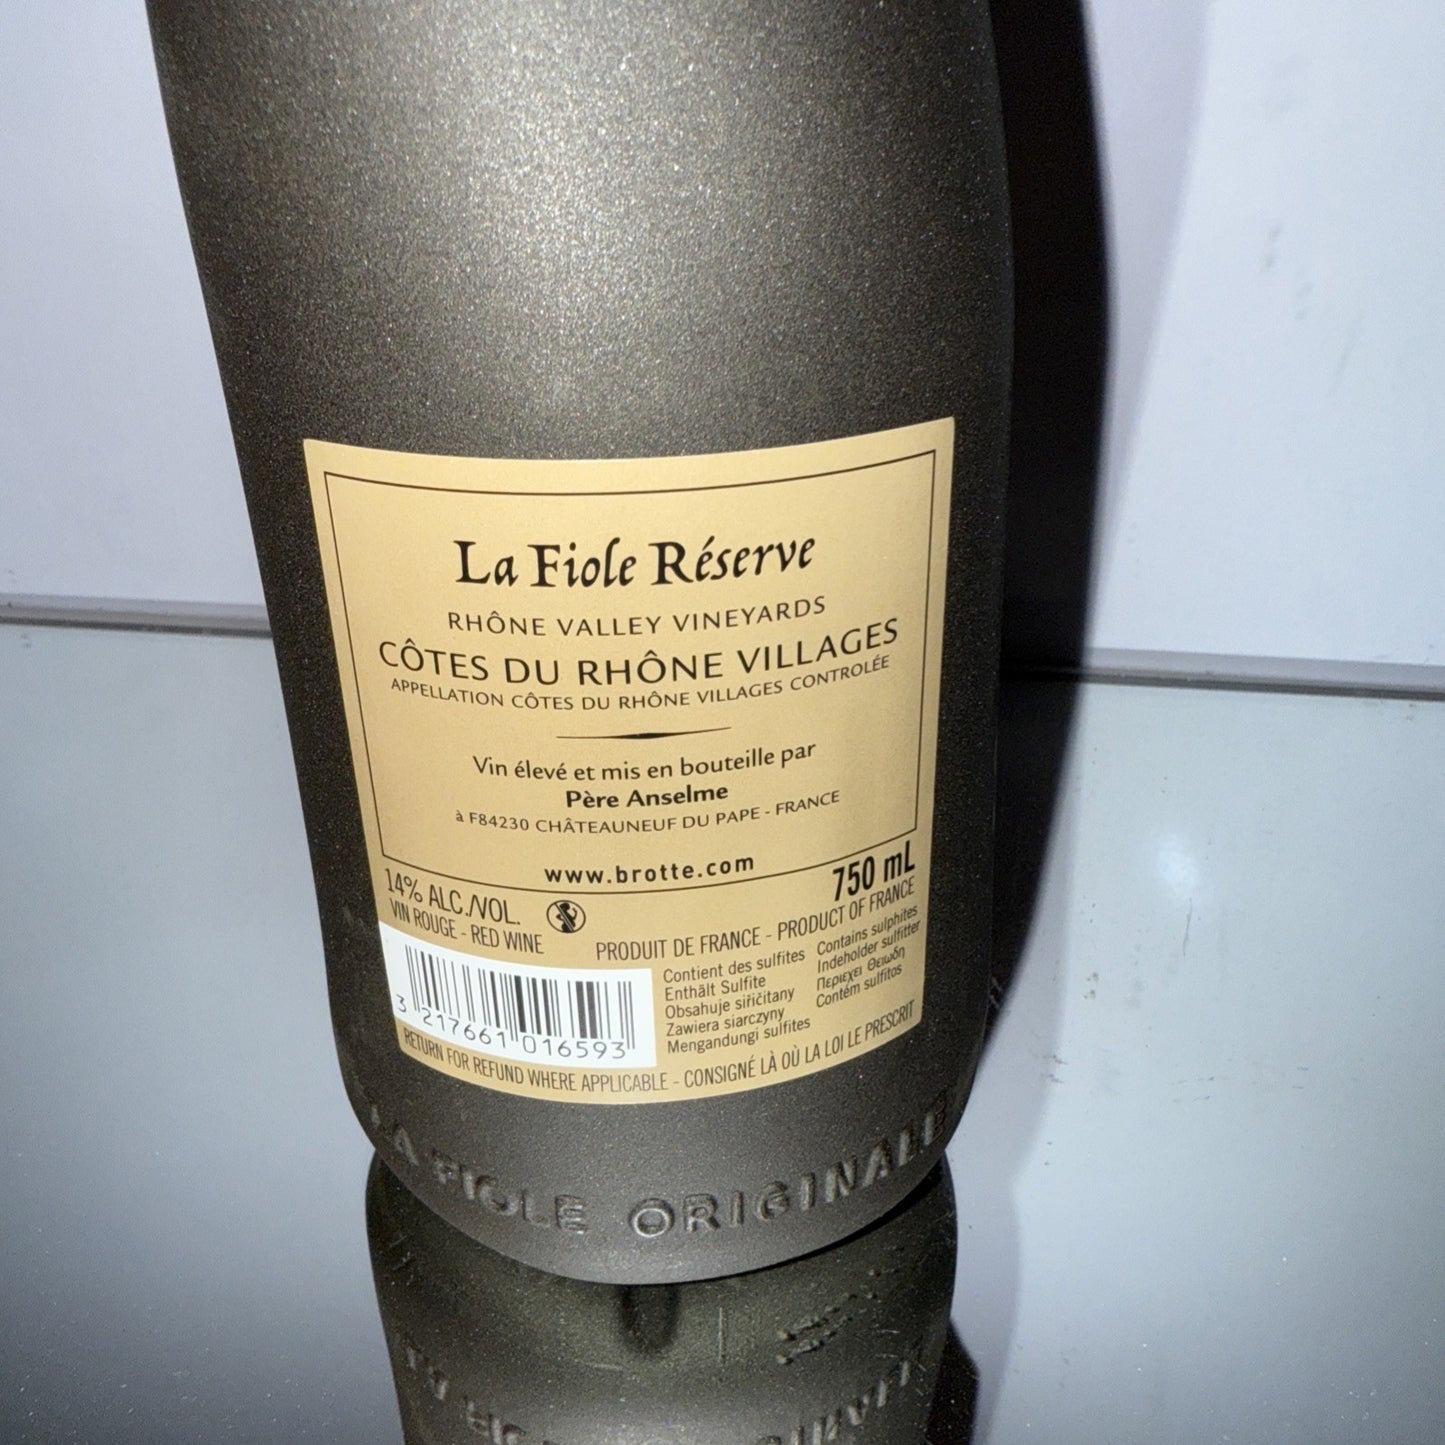 La Fiole Réserve
RHÔNE VALLEY VINEYARDS
CÔTES DU RHÔNE VILLAGES
APPELLATION CÔTES DU RHÔNE VILLAGES CONTROLÉE
Vin élevé et mis en bouteille par
Père Anselme
à F84230 CHÂTEAUNEUF DU PAPE - FRANCE
www.brotte.com
750 mL
14% ALC./VOL.
VIN ROUGE - RED WINE
PRODUIT DE FRANCE - PRODUCT OF FRANCE
Contient des sulfites
Enthält Sulfite
Obsahuje siřičitany
Zawiera siarczyny
Mengandungi sulfites
Contains sulphites
Indeholder sulfitter
Περιεχει Θειωδη
Contém sulfitos
3 217661 016593
RETURN FOR REFUND WHERE APPLICABLE - CONSIGNÉ LÀ OÙ LA LOI LE PRESCRIT
LA FIOLE ORIGINALE